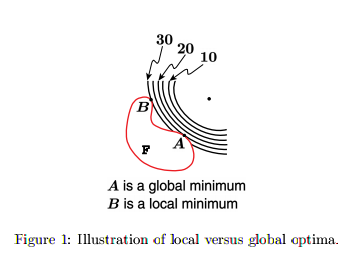 30
20
10
B
A
F
A is a global minimum
B is a local minimum
Figure 1: Illustration of local versus global optima.